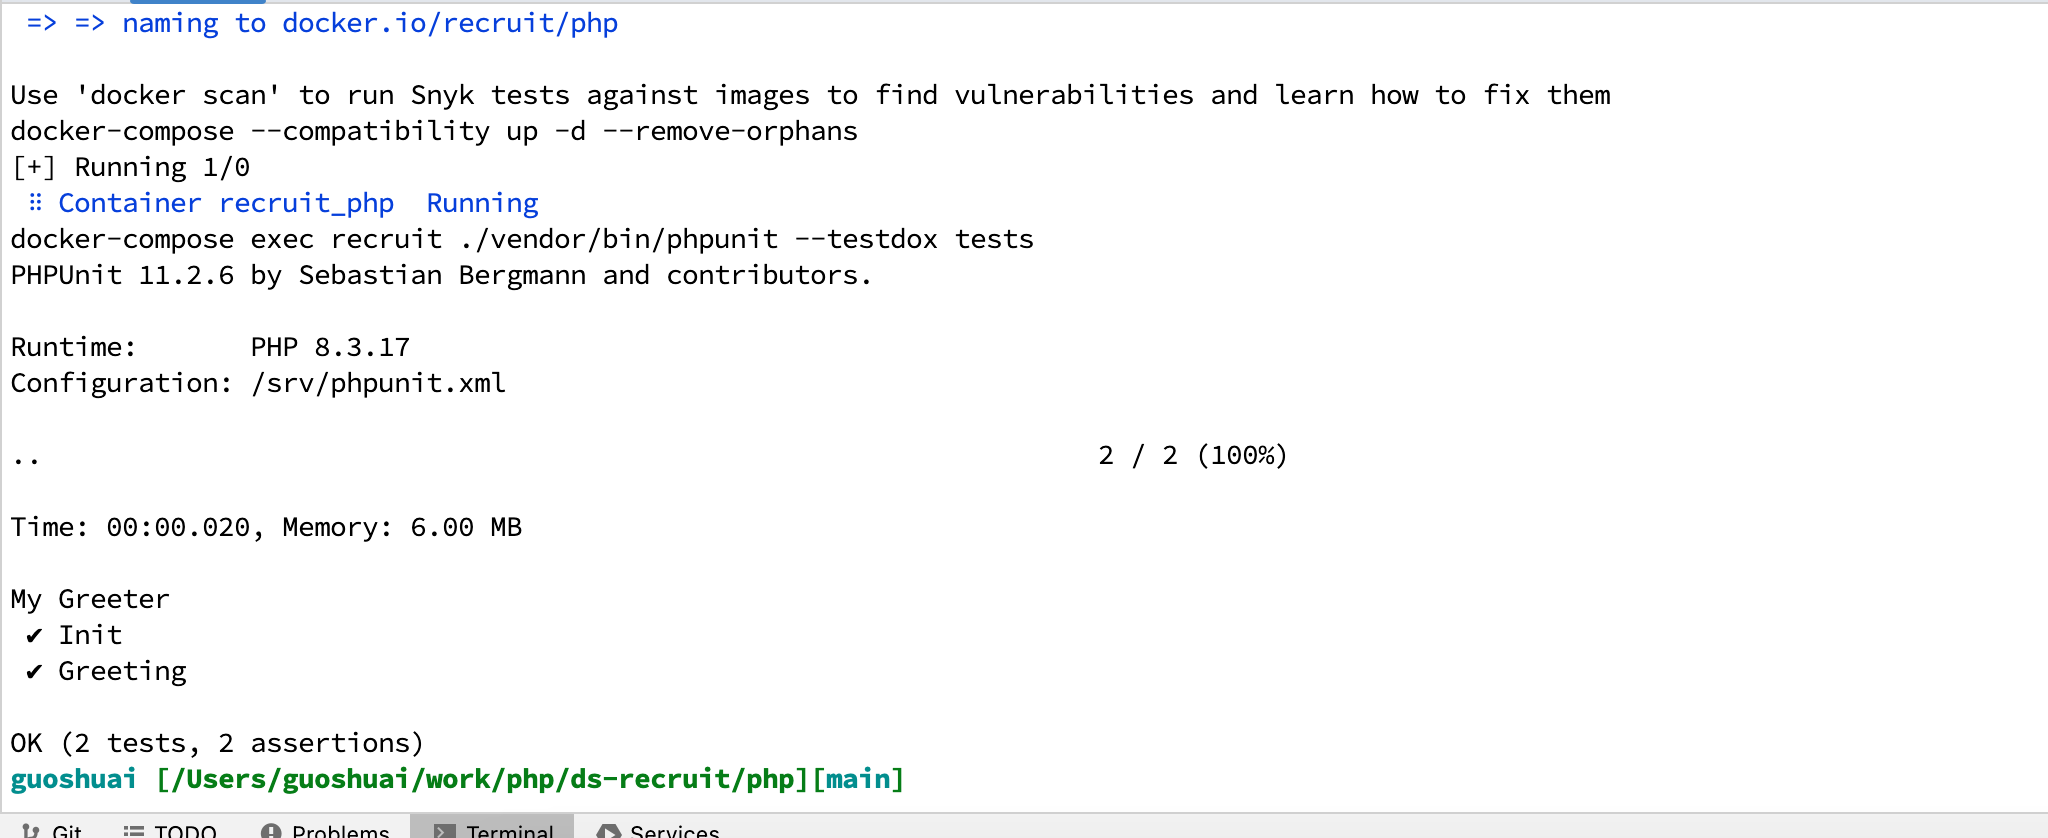 => => naming to docker.io/recruit/php
Use 'docker scan' to run Snyk tests against images to find vulnerabilities and learn how to fix them
docker-compose --compatibility up -d --remove-orphans
[+] Running 1/0
⠿ Container recruit_php  Running
docker-compose exec recruit ./vendor/bin/phpunit --testdox tests
PHPUnit 11.2.6 by Sebastian Bergmann and contributors.
Runtime:       PHP 8.3.17
Configuration: /srv/phpunit.xml
..                                                                  2 / 2 (100%)
Time: 00:00.020, Memory: 6.00 MB
My Greeter
✔ Init
✔ Greeting
OK (2 tests, 2 assertions)
guoshuai [/Users/guoshuai/work/php/ds-recruit/php][main]
Git  TODO  Problems  Terminal  Services